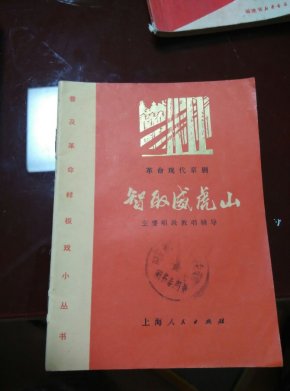 普及革命样板戏小丛书
革命现代京剧
智取威虎山
主要唱段教唱辅导
上海人民出版社